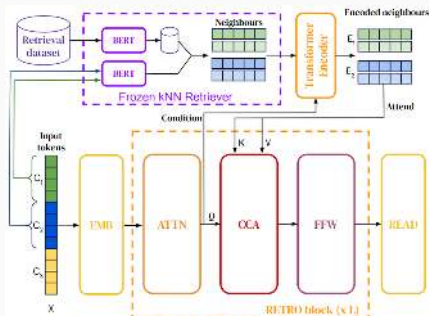 Neighbours
Encoded neighbours
Retrieval
dataset
BERT
BERT
Transformer
Encoder
E₁
E₂
Frozen kNN Retriever
Condition
Attend
Input
tokens
K
V
C₁
C₂
C₃
EMB
ATTN
Q
CCA
FFW
READ
X
RETRO block (x L)